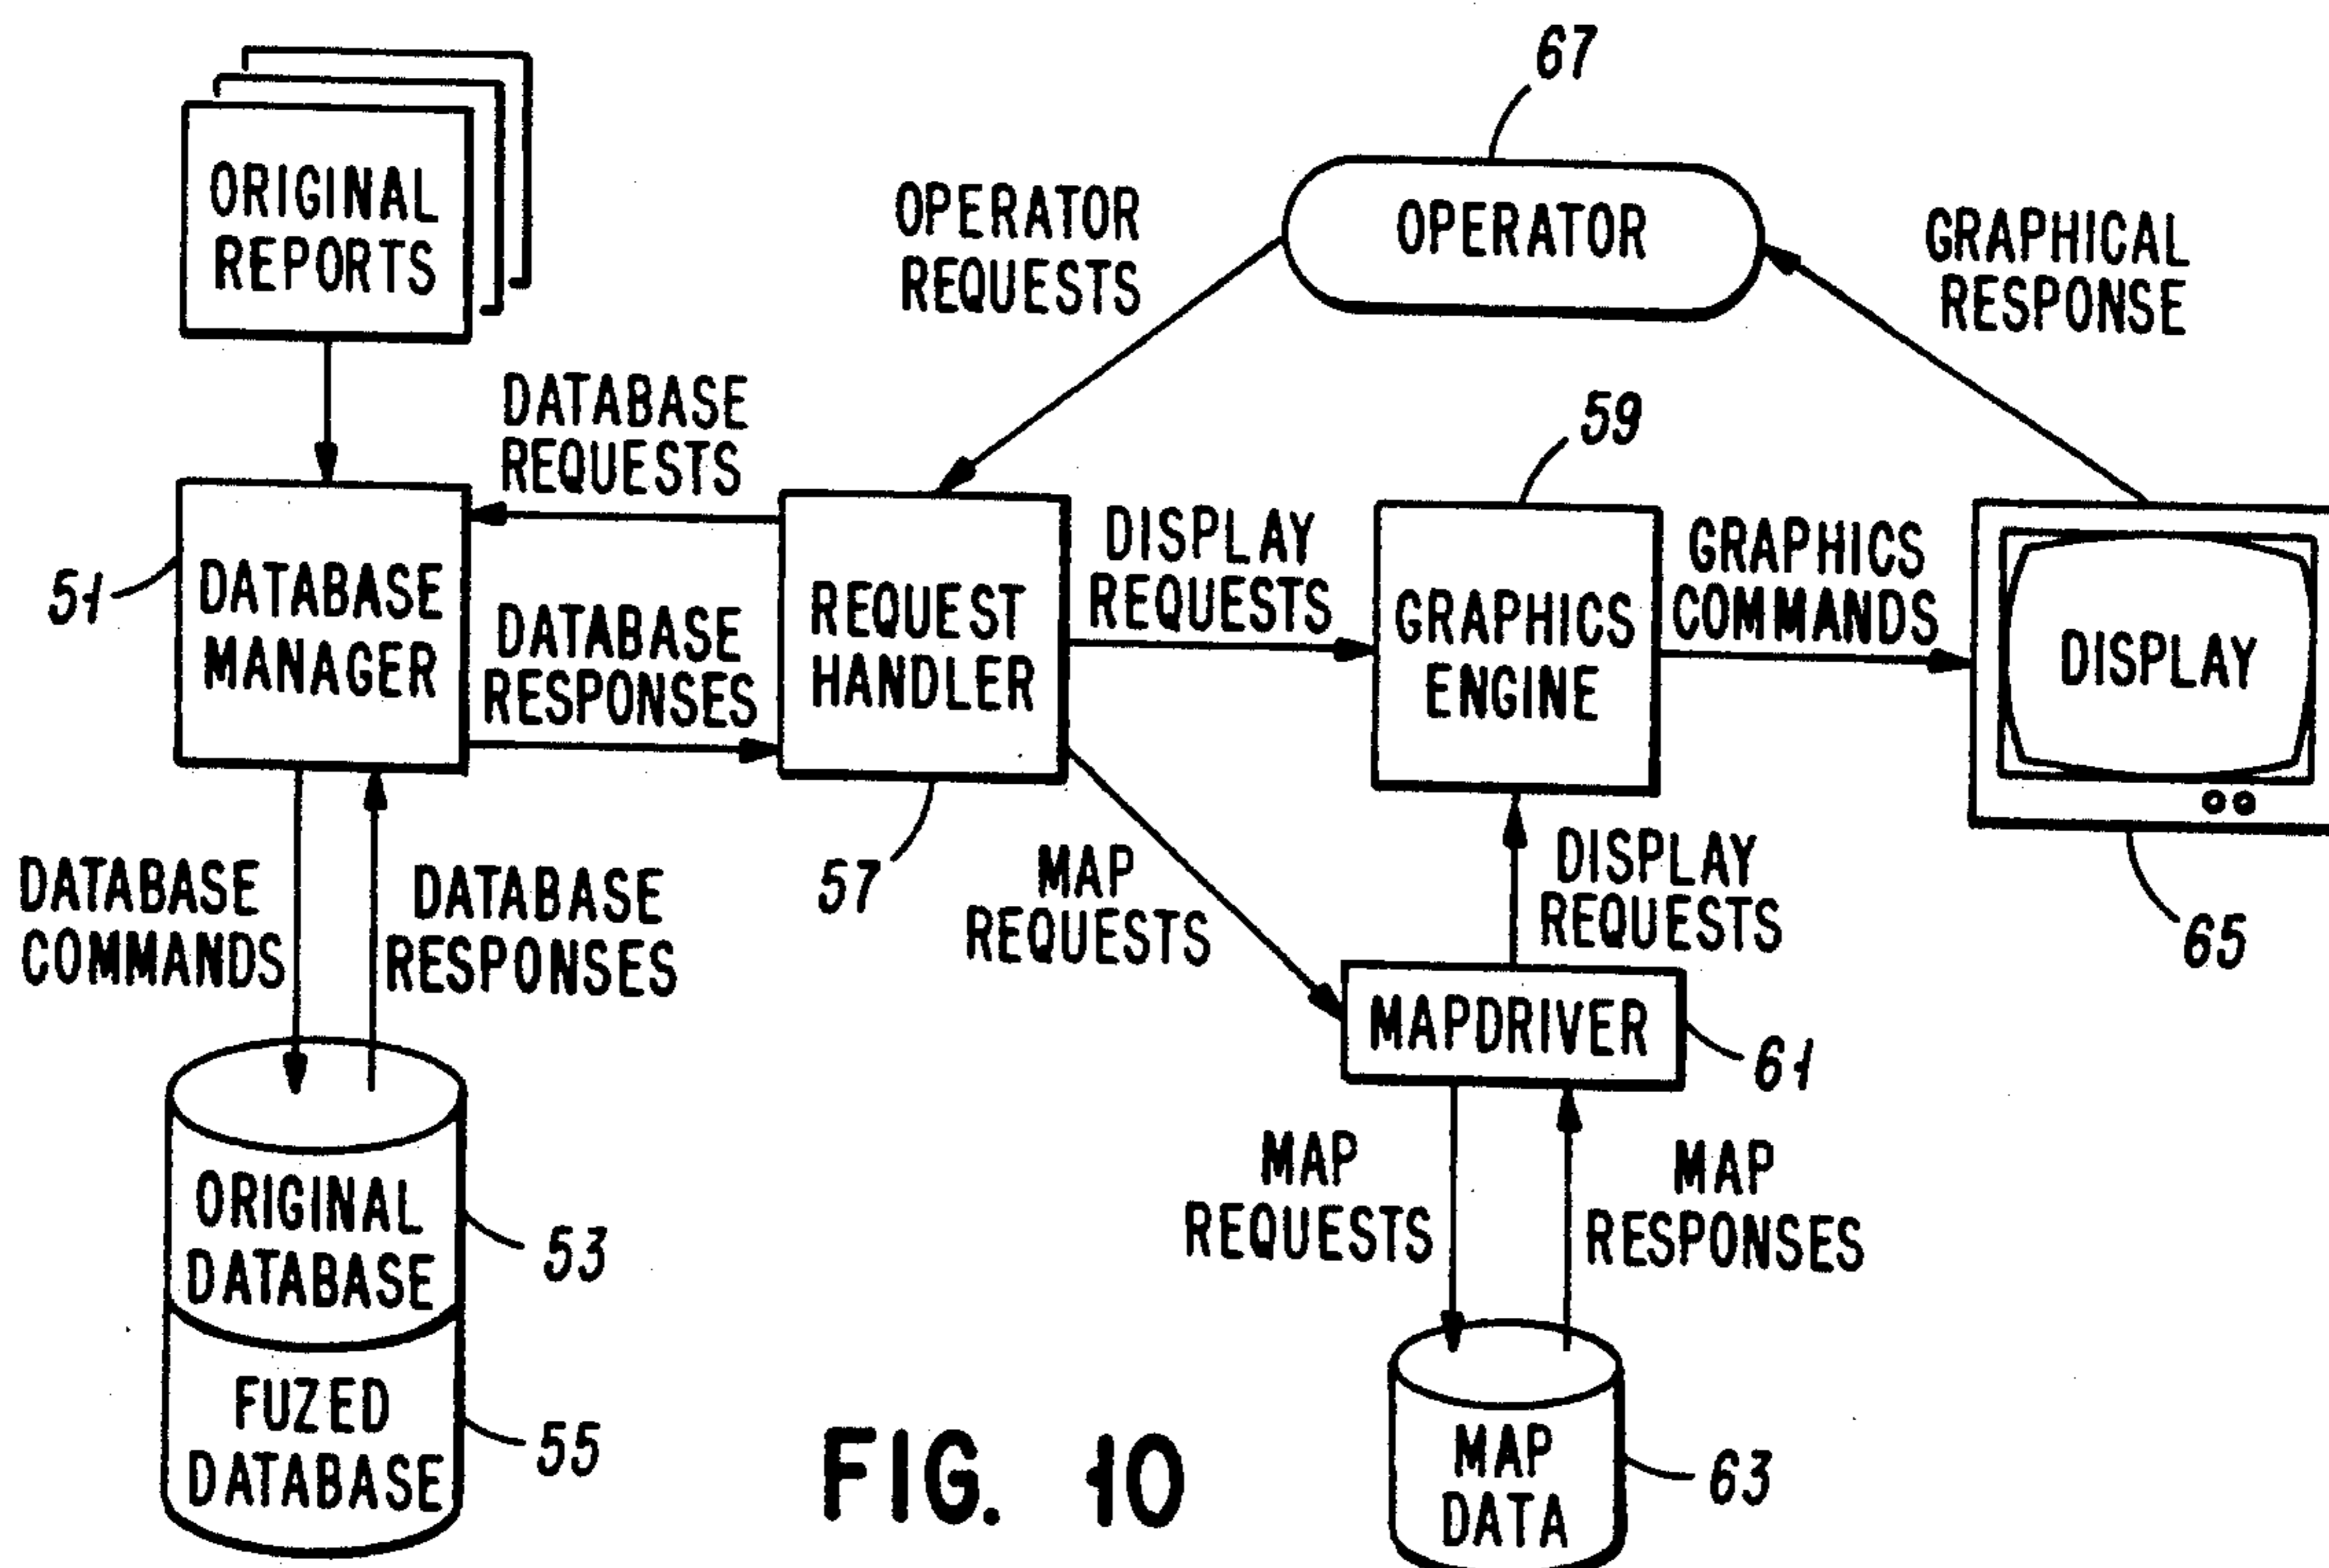 67
ORIGINAL
REPORTS
OPERATOR
REQUESTS
OPERATOR
GRAPHICAL
RESPONSE
DATABASE
REQUESTS
59
51
DATABASE
MANAGER
DATABASE
RESPONSES
REQUEST
HANDLER
DISPLAY
REQUESTS
GRAPHICS
ENGINE
GRAPHICS
COMMANDS
DISPLAY
57
65
DATABASE
COMMANDS
DATABASE
RESPONSES
MAP
REQUESTS
DISPLAY
REQUESTS
MAPDRIVER
61
ORIGINAL
DATABASE
53
MAP
REQUESTS
MAP
RESPONSES
FUZED
DATABASE
55
MAP
DATA
63
FIG. 10